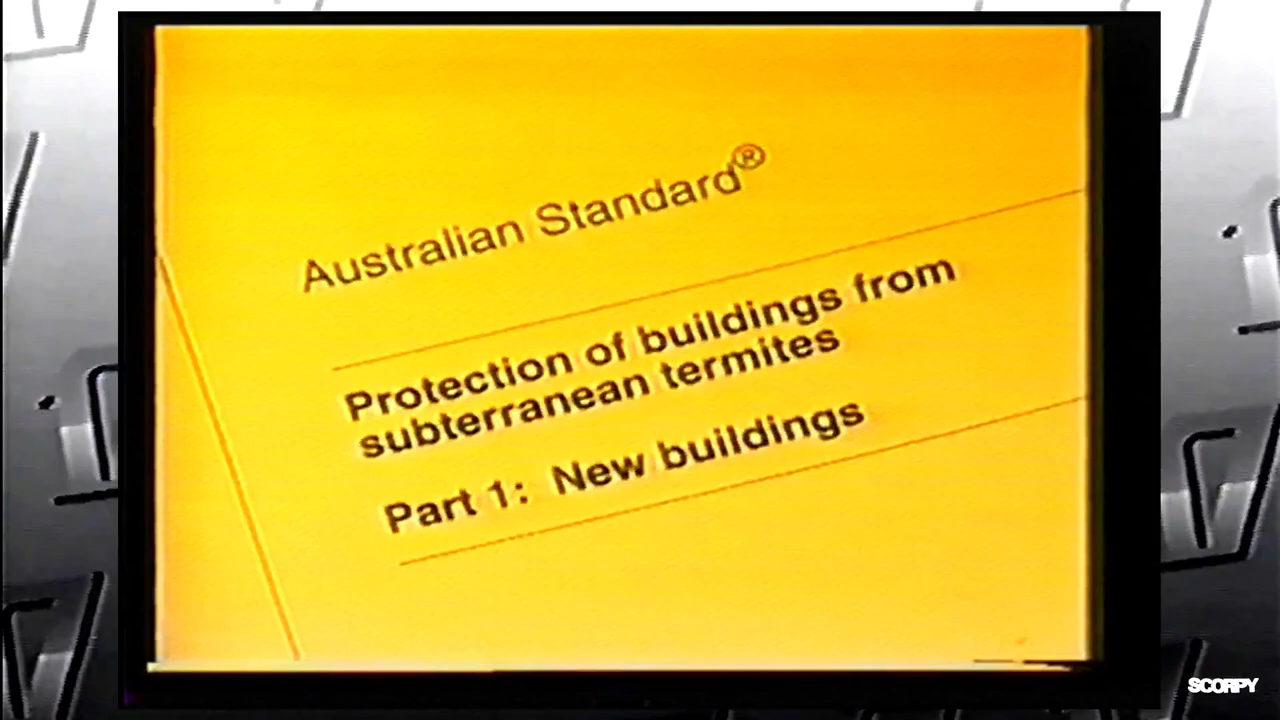 Australian Standard®
Protection of buildings from
subterranean termites
Part 1: New buildings
SCORPY